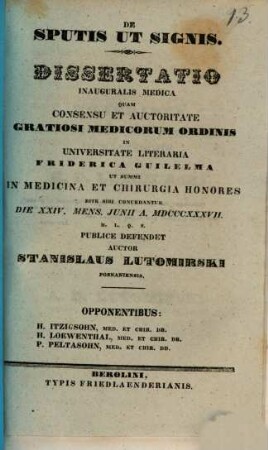 13.
DE
SPUTIS UT SIGNIS.
DISSERTATIO
INAUGURALIS MEDICA
QUAM
CONSENSU ET AUCTORITATE
GRATIOSI MEDICORUM ORDINIS
IN
UNIVERSITATE LITERARIA
FRIDERICA GUILELMA
UT SUMMI
IN MEDICINA ET CHIRURGIA HONORES
RITE SIBI CONCEDANTUR
DIE XXIV. MENS. JUNII A. MDCCCXXXVII.
H. L. Q. S.
PUBLICE DEFENDET
AUCTOR
STANISLAUS LUTOMIRSKI
POSNANIENSIS.
OPPONENTIBUS:
H. ITZIGSOHN, MED. ET CHIR. DR.
H. LOEWENTHAL, MED. ET CHIR. DR.
P. PELTASOHN, MED. ET CHIR. DR.
BEROLINI,
TYPIS FRIEDLAENDERIANIS.